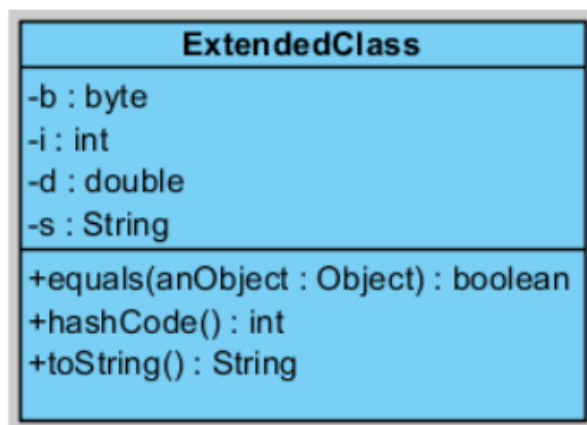 ExtendedClass
-b : byte
-i : int
-d : double
-s : String
+equals(anObject : Object) : boolean
+hashCode() : int
+toString() : String